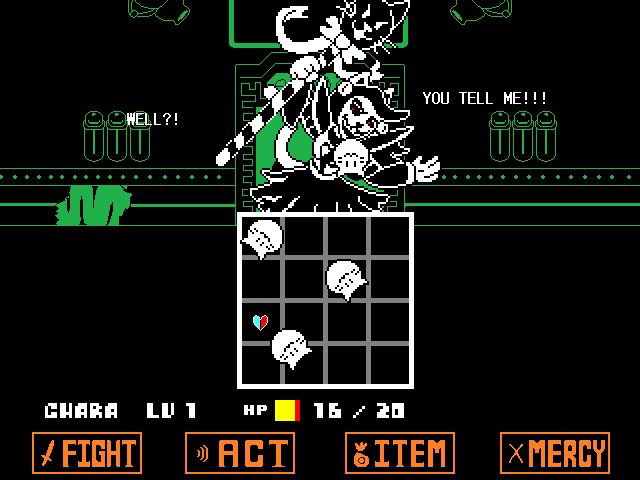 YOU TELL ME!!!
WELL?!
CHARA LV 1 HP 16 / 20
FIGHT ACT ITEM MERCY